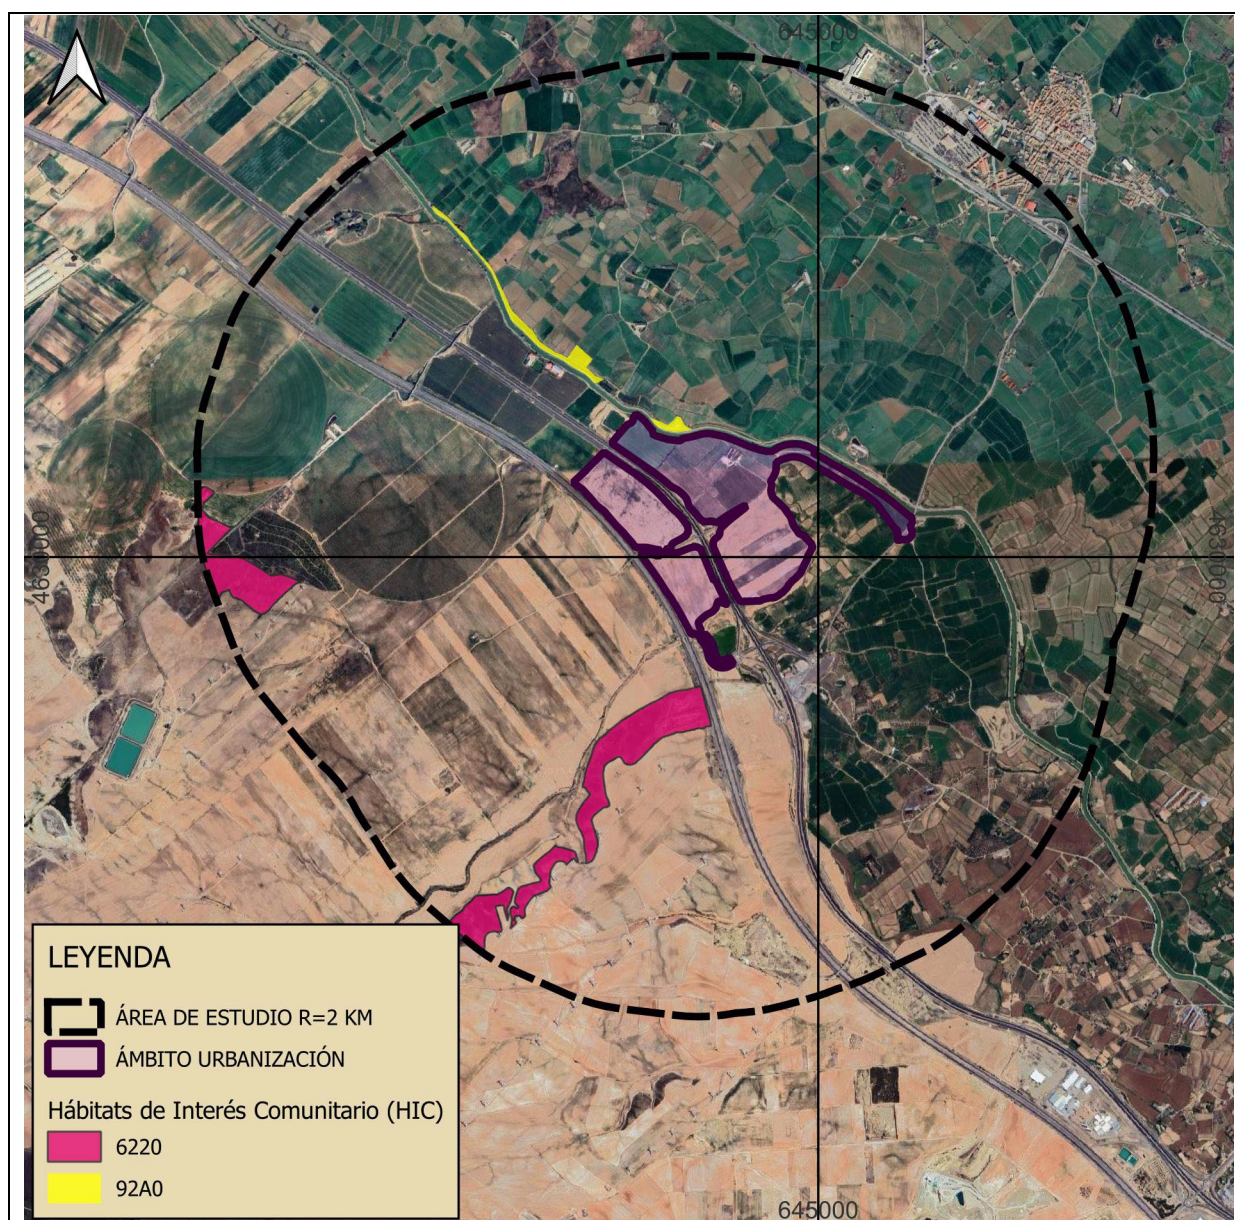 645000
4630000
4630000
LEYENDA
ÁREA DE ESTUDIO R=2 KM
ÁMBITO URBANIZACIÓN
Hábitats de Interés Comunitario (HIC)
6220
92A0
645000